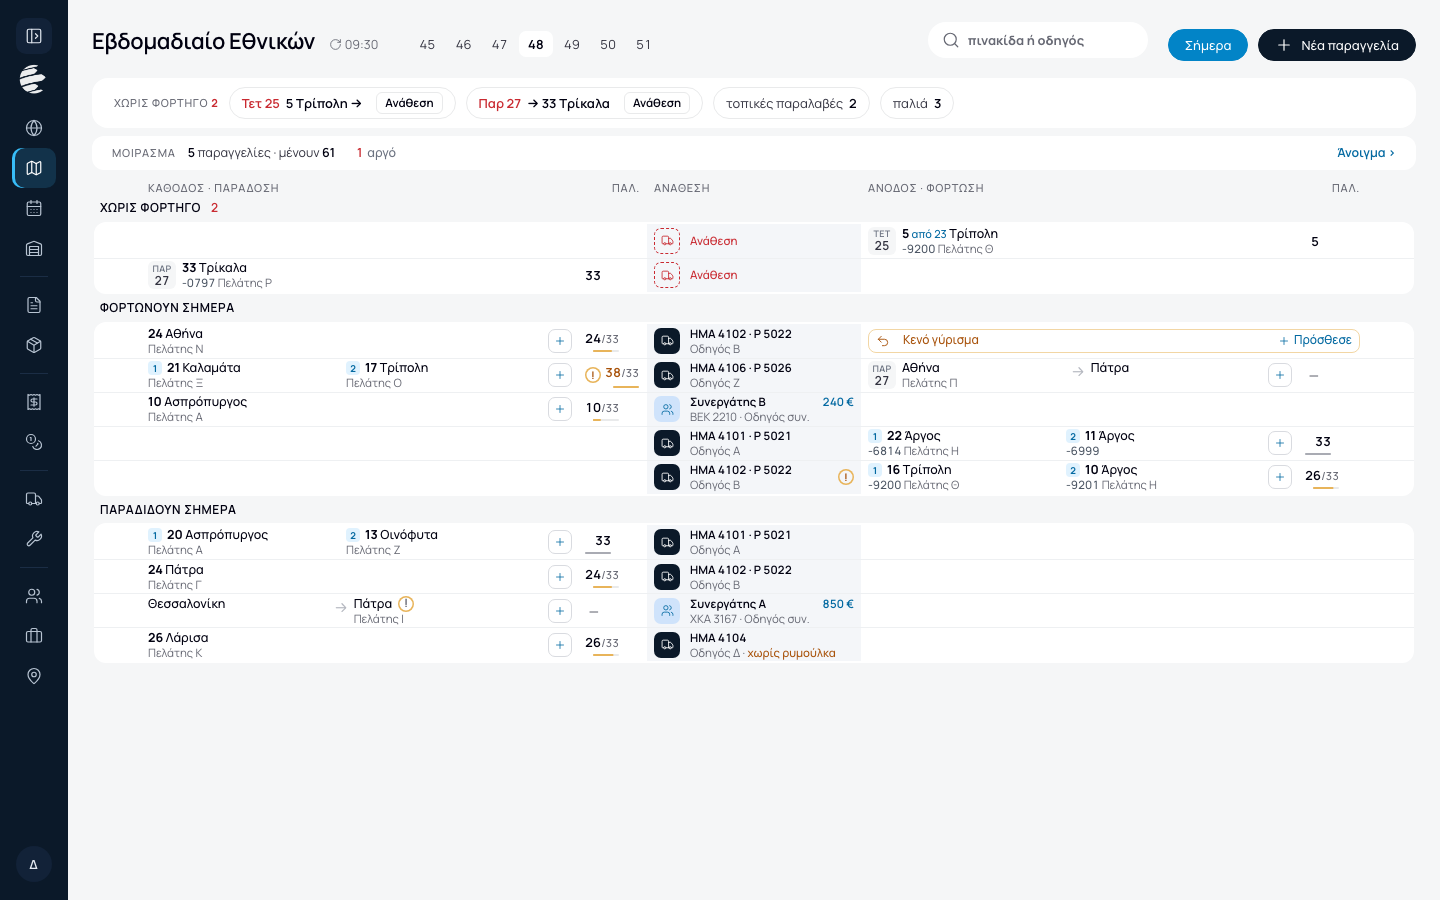 Εβδομαδιαίο Εθνικών 09:30 45 46 47 48 49 50 51 πινακίδα ή οδηγός Σήμερα Νέα παραγγελία
ΧΩΡΙΣ ΦΟΡΤΗΓΟ 2 Τετ 25 5 Τρίπολη → Ανάθεση Παρ 27 → 33 Τρίκαλα Ανάθεση τοπικές παραλαβές 2 παλιά 3
ΜΟΙΡΑΣΜΑ 5 παραγγελίες · μένουν 61 1 αργό Άνοιγμα ›
ΚΑΘΟΔΟΣ · ΠΑΡΑΔΟΣΗ ΠΑΛ. ΑΝΑΘΕΣΗ ΑΝΟΔΟΣ · ΦΟΡΤΩΣΗ ΠΑΛ.
ΧΩΡΙΣ ΦΟΡΤΗΓΟ 2
Ανάθεση ΤΕΤ 25 5 από 23 Τρίπολη 5
-9200 Πελάτης Θ
ΠΑΡ 27 33 Τρίκαλα 33 Ανάθεση
-0797 Πελάτης Ρ
ΦΟΡΤΩΝΟΥΝ ΣΗΜΕΡΑ
24 Αθήνα + 24/33 ΗΜΑ 4102 · Ρ 5022 Κενό γύρισμα + Πρόσθεσε
Πελάτης Ν Οδηγός Β
1 21 Καλαμάτα 2 17 Τρίπολη + 38/33 ΗΜΑ 4106 · Ρ 5026 ΠΑΡ 27 Αθήνα → Πάτρα + –
Πελάτης Ξ Πελάτης Ο Οδηγός Ζ Πελάτης Π
10 Ασπρόπυργος + 10/33 Συνεργάτης Β 240 €
Πελάτης Α ΒΕΚ 2210 · Οδηγός συν.
ΗΜΑ 4101 · Ρ 5021 1 22 Άργος 2 11 Άργος + 33
Οδηγός Α -6814 Πελάτης Η -6999
ΗΜΑ 4102 · Ρ 5022 1 16 Τρίπολη 2 10 Άργος + 26/33
Οδηγός Β -9200 Πελάτης Θ -9201 Πελάτης Η
ΠΑΡΑΔΙΔΟΥΝ ΣΗΜΕΡΑ
1 20 Ασπρόπυργος 2 13 Οινόφυτα + 33 ΗΜΑ 4101 · Ρ 5021
Πελάτης Α Πελάτης Ζ Οδηγός Α
24 Πάτρα + 24/33 ΗΜΑ 4102 · Ρ 5022
Πελάτης Γ Οδηγός Β
Θεσσαλονίκη → Πάτρα + – Συνεργάτης Α 850 €
Πελάτης Ι ΧΚΑ 3167 · Οδηγός συν.
26 Λάρισα + 26/33 ΗΜΑ 4104
Πελάτης Κ Οδηγός Δ · χωρίς ρυμούλκα
Δ